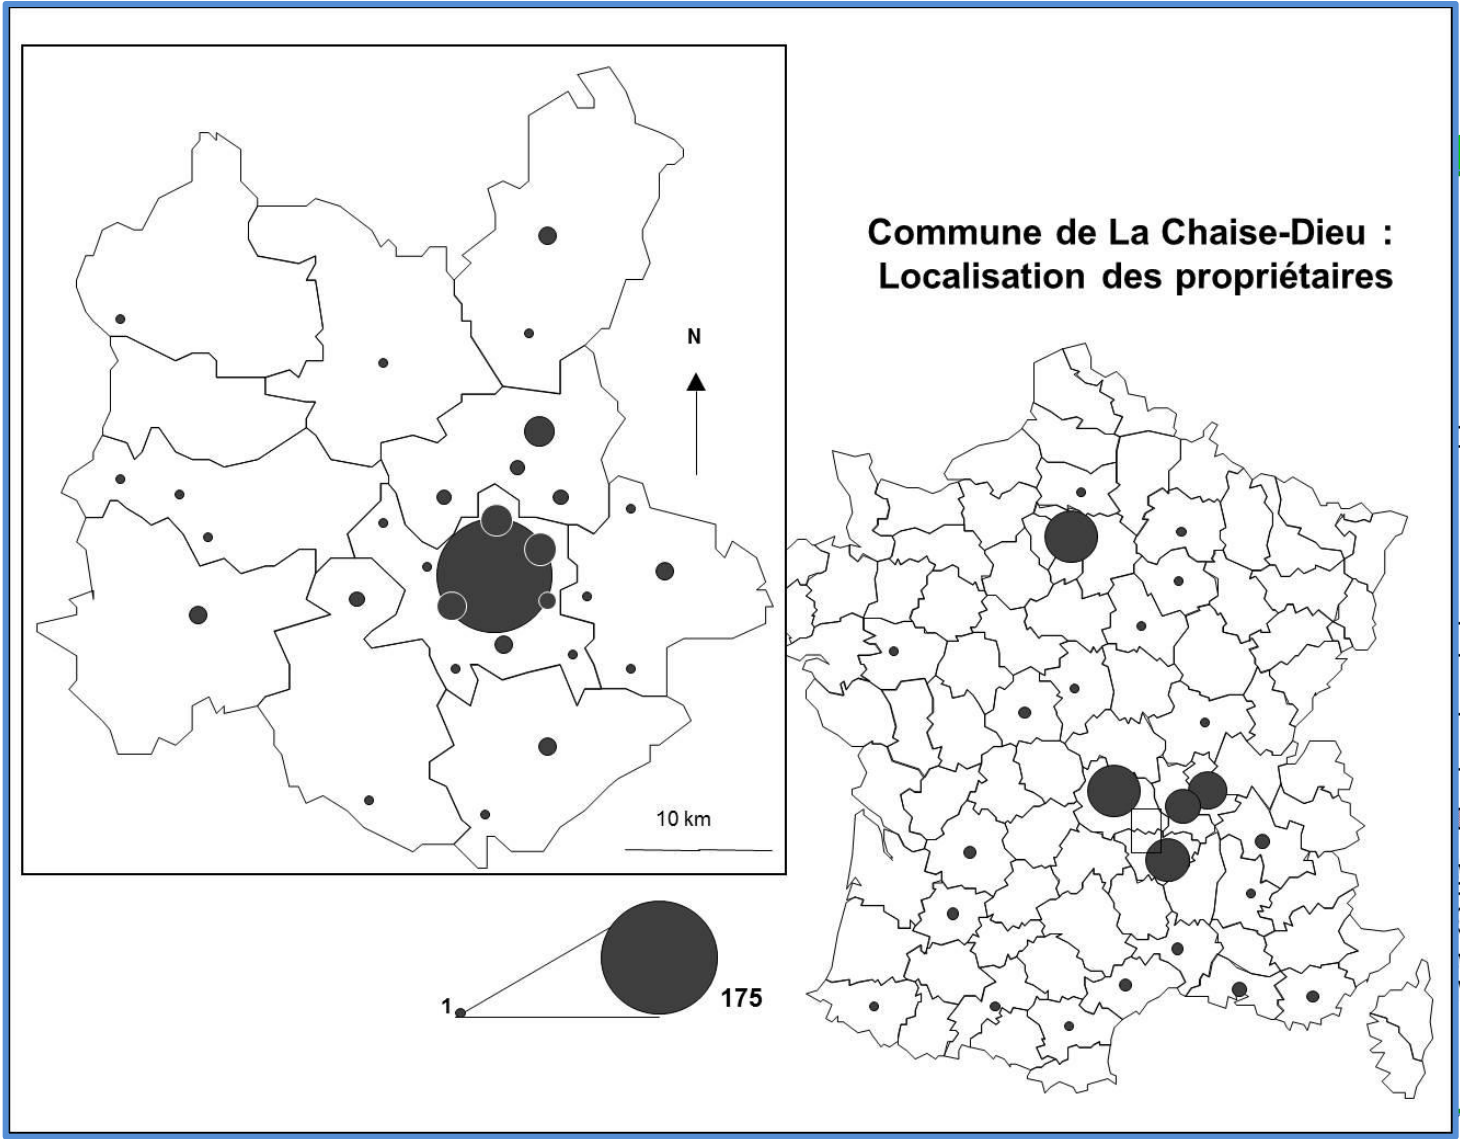 Commune de La Chaise-Dieu :
Localisation des propriétaires
N
10 km
1
175